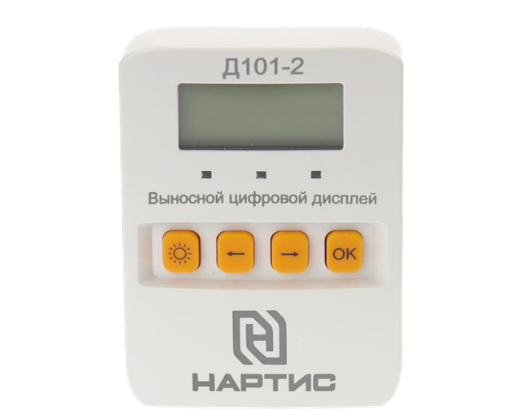 Д101-2
Выносной цифровой дисплей
← → OK
НАРТИС